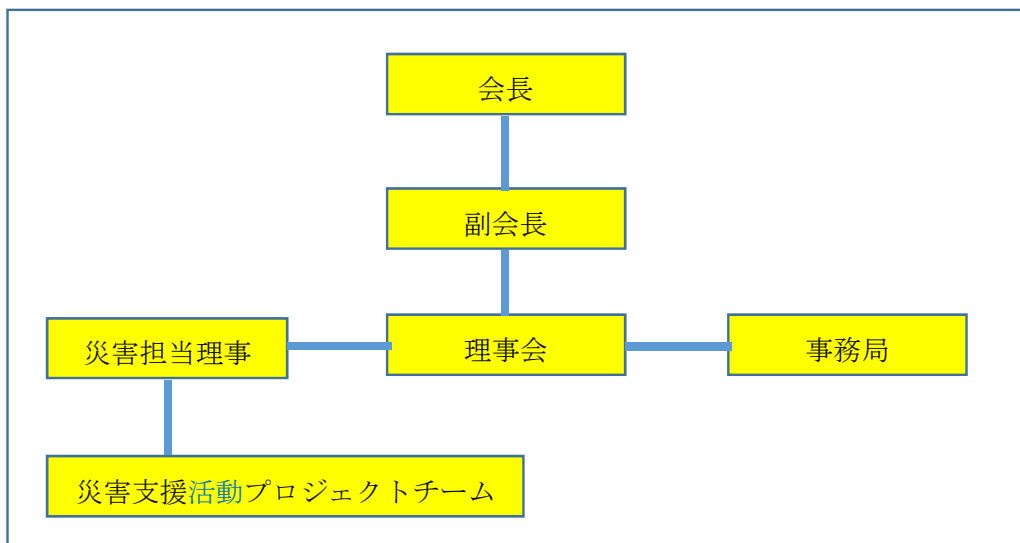 会長
副会長
災害担当理事
理事会
事務局
災害支援活動プロジェクトチーム